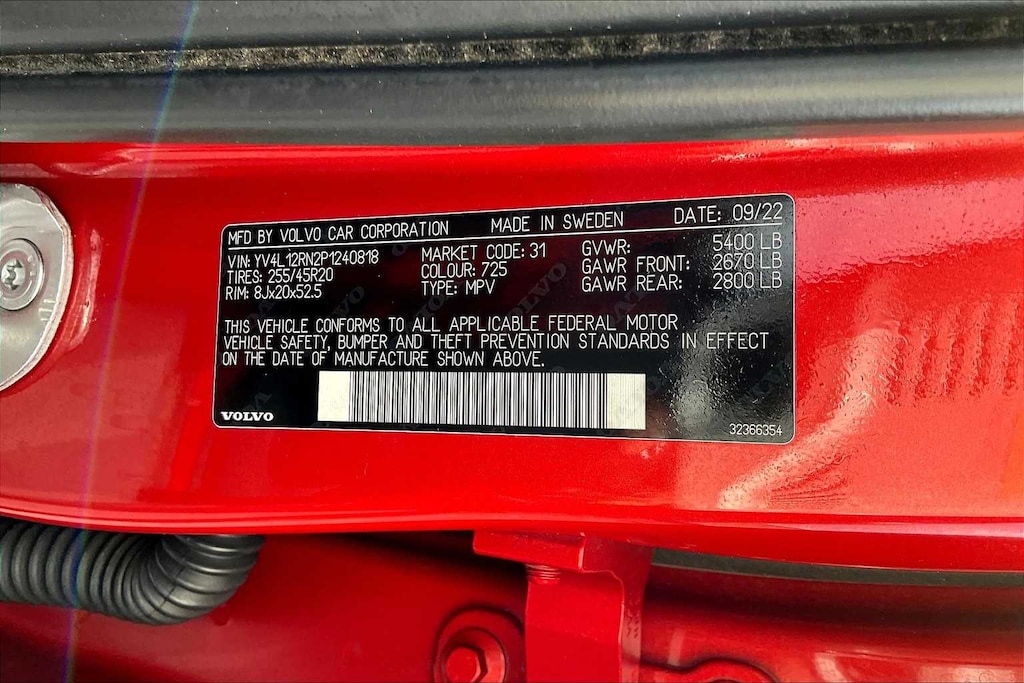 MFD BY VOLVO CAR CORPORATION MADE IN SWEDEN DATE: 09/22
VIN: YV4L12RN2P1240818 MARKET CODE: 31 GVWR: 5400 LB
TIRES: 255/45R20 COLOUR: 725 GAWR FRONT: 2670 LB
RIM: 8Jx20x52.5 TYPE: MPV GAWR REAR: 2800 LB
THIS VEHICLE CONFORMS TO ALL APPLICABLE FEDERAL MOTOR
VEHICLE SAFETY, BUMPER AND THEFT PREVENTION STANDARDS IN EFFECT
ON THE DATE OF MANUFACTURE SHOWN ABOVE.
VOLVO
32366354